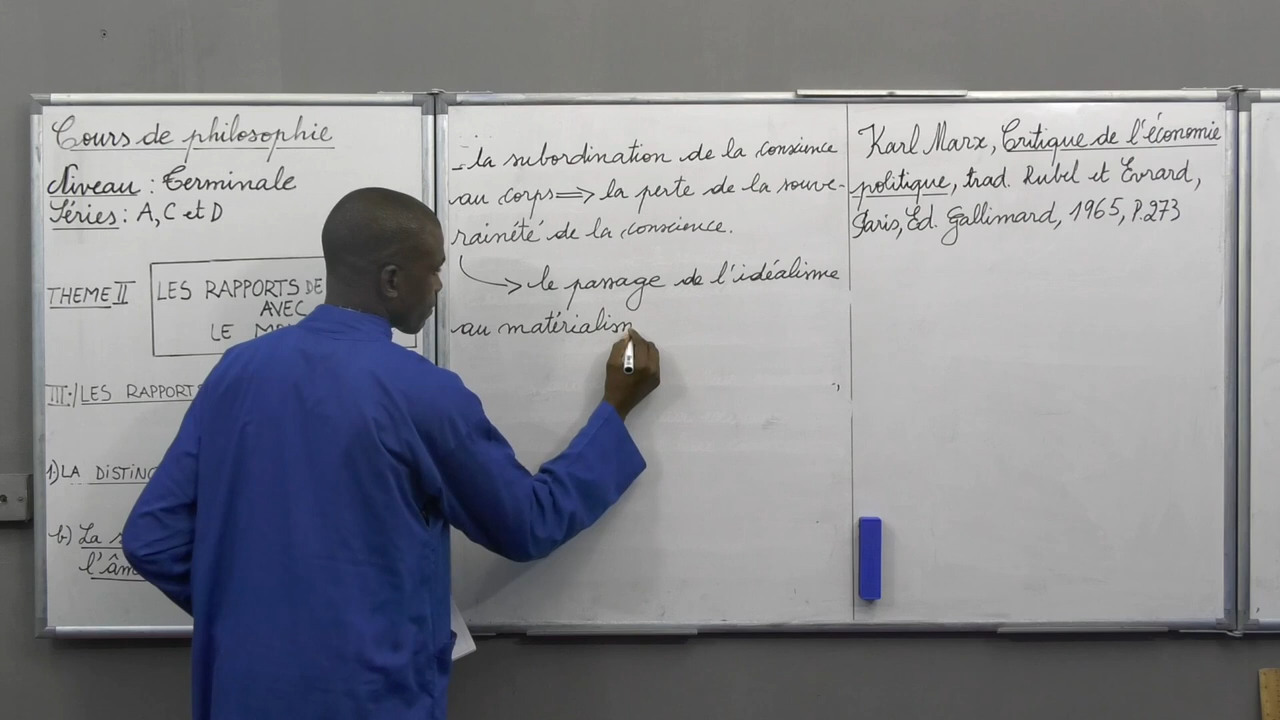 Cours de philosophie
Niveau : Terminale
Séries : A, C et D
THEME II
LES RAPPORTS DE
AVEC
LE
III-/LES RAPPORT
1)LA DISTINC
b) La
l'âm
-la subordination de la conscience
au corps⟹ la perte de la souve-
rainété de la conscience.
→ le passage de l'idéalisme
au matérialism
Karl Marx, Critique de l'économie
politique, trad. Rubel et Evrard,
Paris, Ed. Gallimard, 1965, P.273